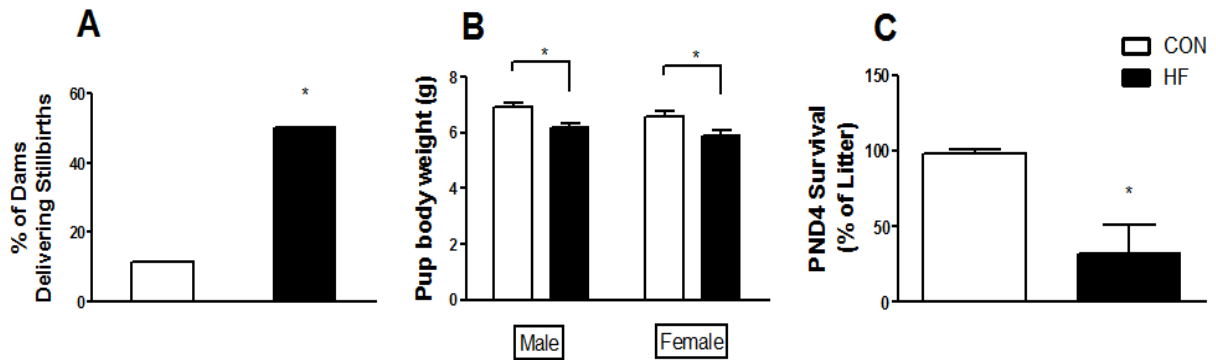 A
% of Dams
Delivering Stillbirths
60
40
20
0
*
B
Pup body weight (g)
8
6
4
2
0
*
*
Male
Female
C
CON
HF
PND4 Survival
(% of Litter)
150
100
50
0
*